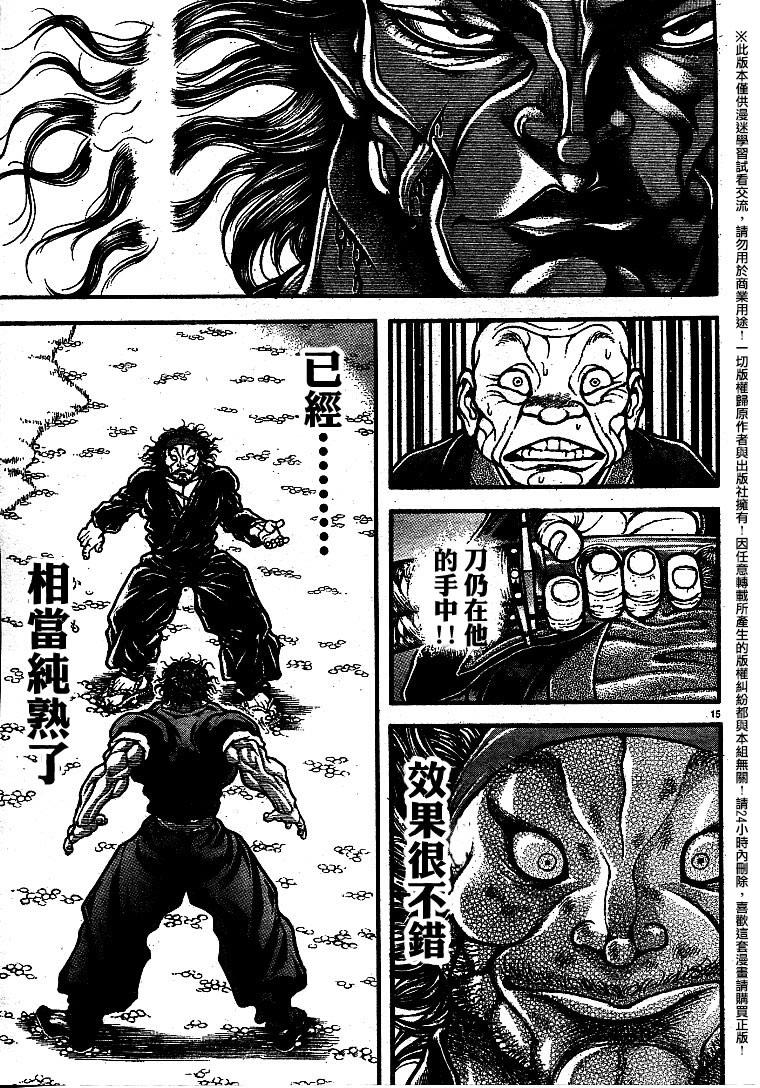 ※此版本僅供漫迷學習試看交流，請勿用於商業用途！一切版權歸原作者與出版社擁有！因任意轉載所產生的版權糾紛都與本組無關！請24小時內刪除，喜歡這套漫畫請購買正版！
刀仍在他
的手中!!
15
效果很不錯
已經………
相當純熟了